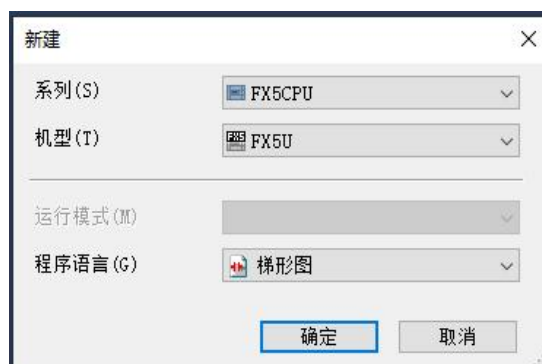 新建
系列(S) FX5CPU
机型(T) FX5U
运行模式(M)
程序语言(G) 梯形图
确定 取消